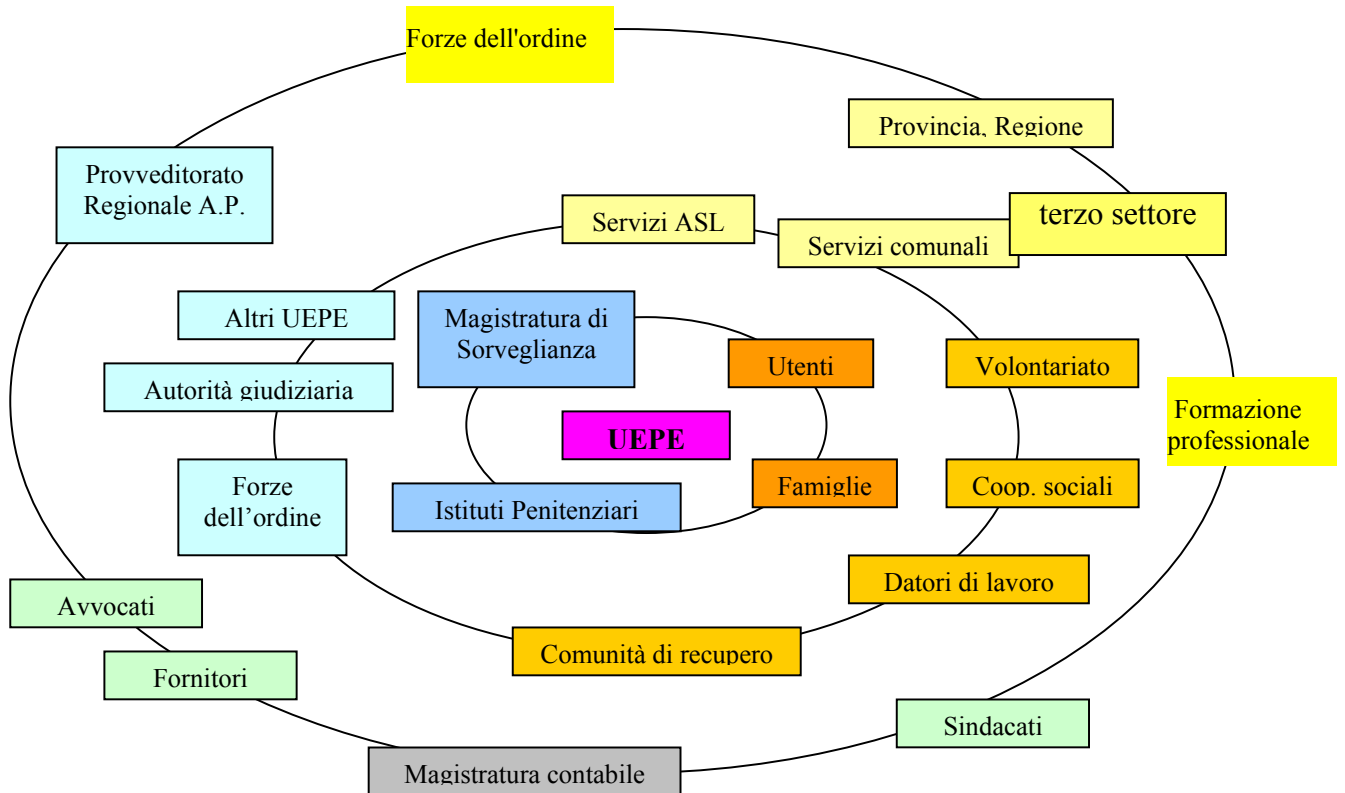 Forze dell'ordine
Provincia, Regione
Provveditorato
Regionale A.P.
terzo settore
Servizi ASL
Servizi comunali
Altri UEPE
Magistratura di
Sorveglianza
Utenti
Volontariato
Autorità giudiziaria
Formazione
professionale
UEPE
Forze
dell’ordine
Istituti Penitenziari
Famiglie
Coop. sociali
Datori di lavoro
Avvocati
Comunità di recupero
Fornitori
Sindacati
Magistratura contabile